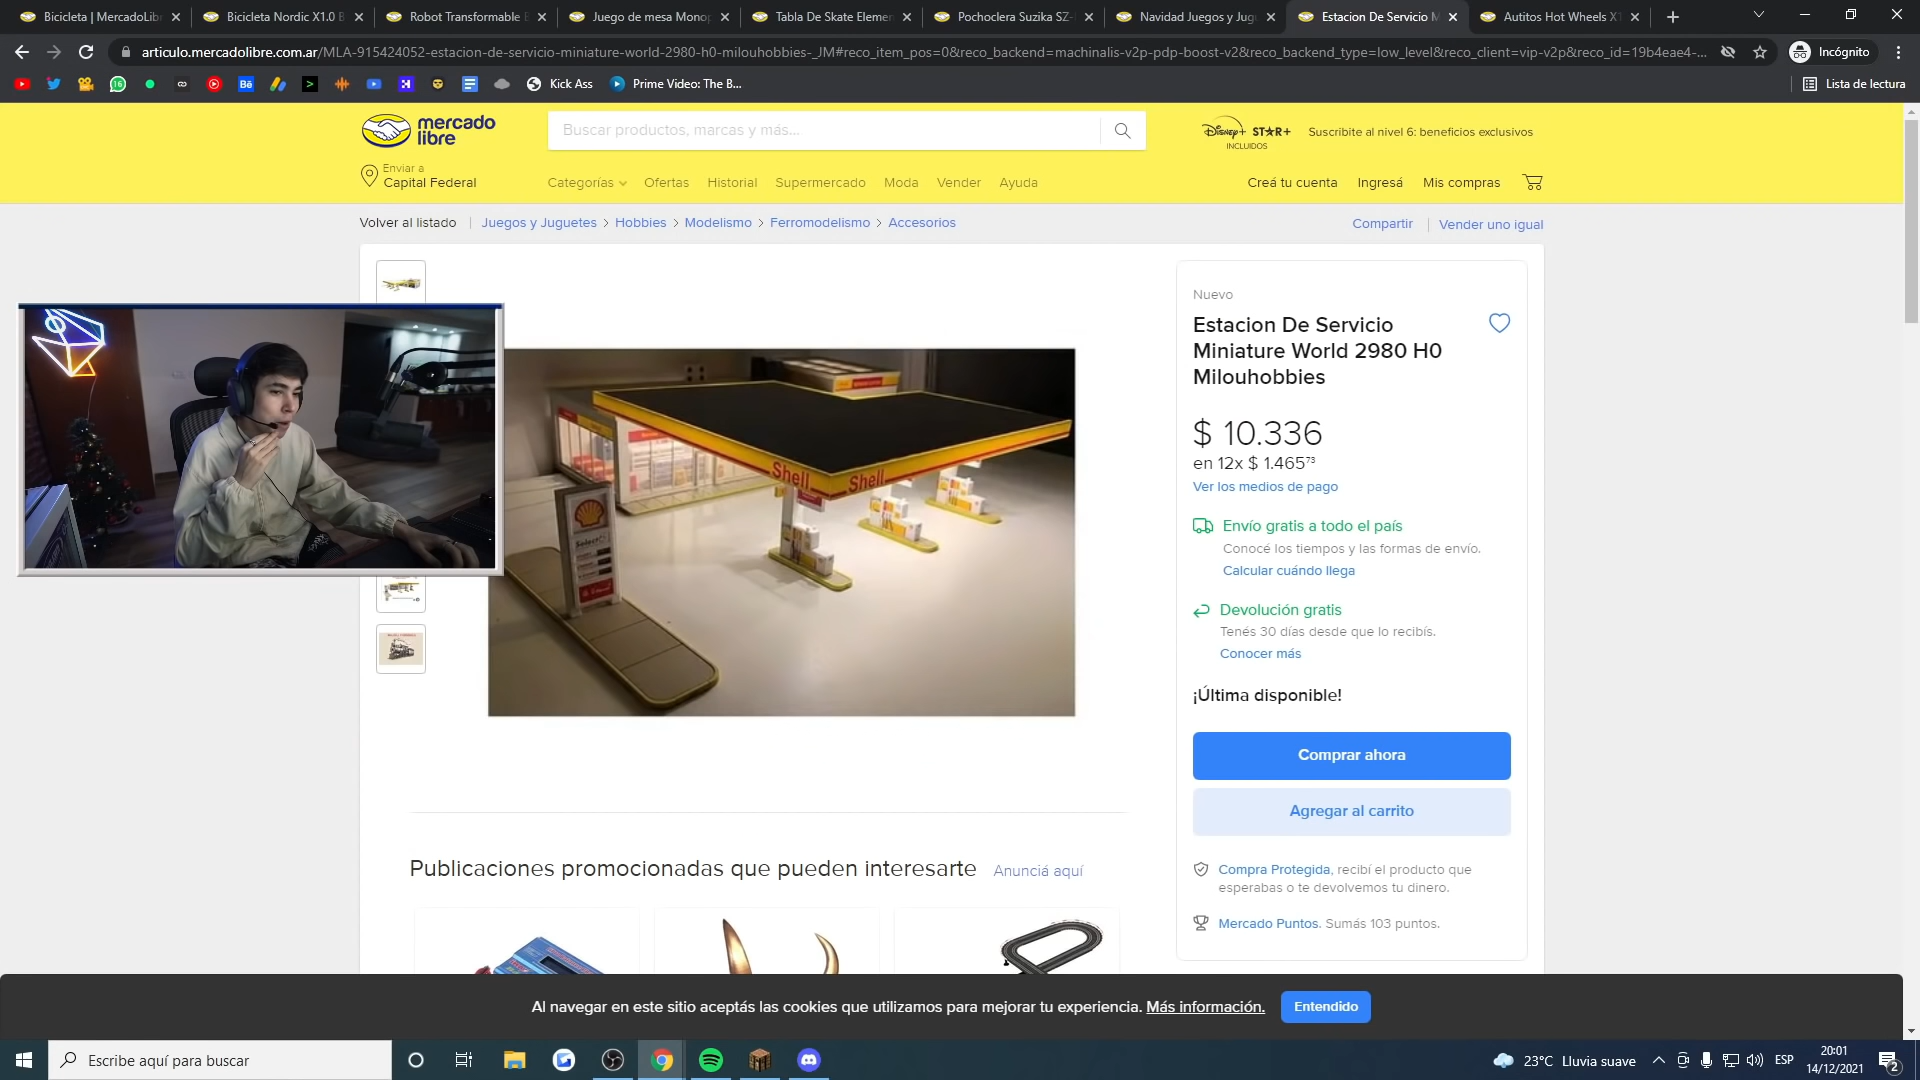 Bicicleta | MercadoLibr
Bicicleta Nordic X1.0 B
Robot Transformable B
Juego de mesa Monop
Tabla De Skate Elemen
Pochoclera Suzika SZ-
Navidad Juegos y Jugu
Estacion De Servicio M
Autitos Hot Wheels X1
articulo.mercadolibre.com.ar/MLA-915424052-estacion-de-servicio-miniature-world-2980-h0-milouhobbies-_JM#reco_item_pos=0&reco_backend=machinalis-v2p-pdp-boost-v2&reco_backend_type=low_level&reco_client=vip-v2p&reco_id=19b4eae4-...
Incógnito
Kick Ass
Prime Video: The B...
Lista de lectura
mercado
libre
Buscar productos, marcas y más...
Disney+ STAR+
INCLUIDOS
Suscribite al nivel 6: beneficios exclusivos
Enviar a
Capital Federal
Categorías
Ofertas
Historial
Supermercado
Moda
Vender
Ayuda
Creá tu cuenta
Ingresá
Mis compras
Volver al listado
Juegos y Juguetes > Hobbies > Modelismo > Ferromodelismo > Accesorios
Compartir
Vender uno igual
Nuevo
Estacion De Servicio
Miniature World 2980 H0
Milouhobbies
$ 10.336
en 12x $ 1.465⁷³
Ver los medios de pago
Envío gratis a todo el país
Conocé los tiempos y las formas de envío.
Calcular cuándo llega
Devolución gratis
Tenés 30 días desde que lo recibís.
Conocer más
¡Última disponible!
Comprar ahora
Agregar al carrito
Compra Protegida, recibí el producto que
esperabas o te devolvemos tu dinero.
Mercado Puntos. Sumás 103 puntos.
Shell
Shell
Select
Publicaciones promocionadas que pueden interesarte
Anunciá aquí
Al navegar en este sitio aceptás las cookies que utilizamos para mejorar tu experiencia. Más información.
Entendido
Escribe aquí para buscar
23°C Lluvia suave
ESP
20:01
14/12/2021
2